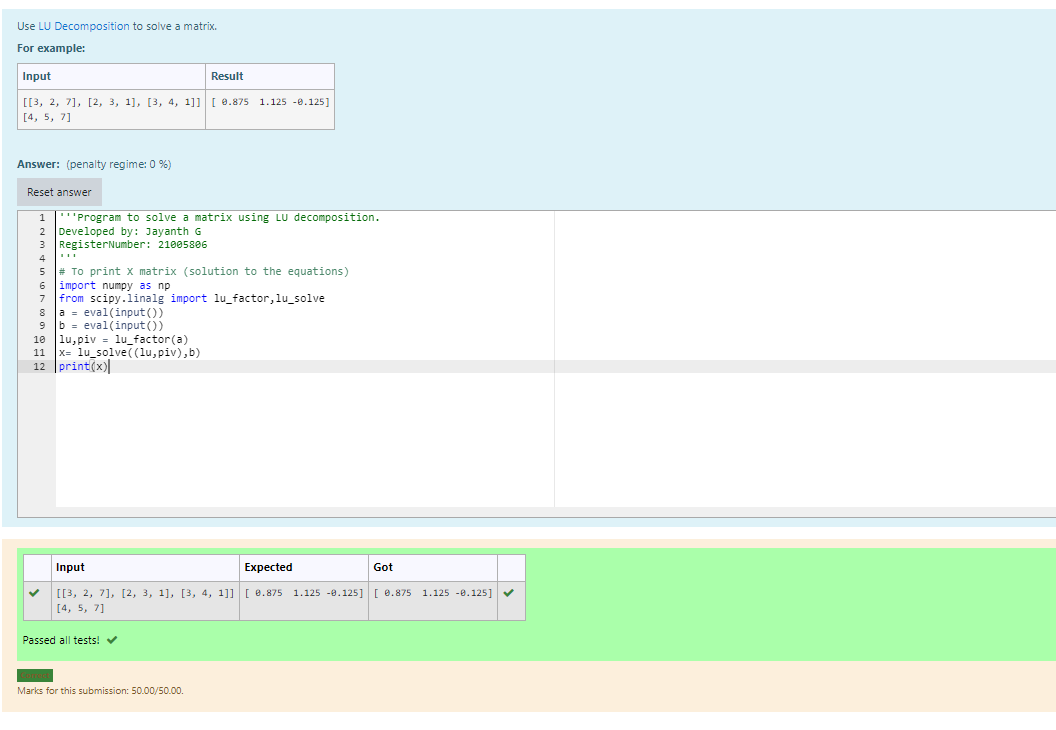 Use LU Decomposition to solve a matrix.
For example:
Input Result
[[3, 2, 7], [2, 3, 1], [3, 4, 1]] [ 0.875 1.125 -0.125]
[4, 5, 7]
Answer: (penalty regime: 0 %)
Reset answer
1 '''Program to solve a matrix using LU decomposition.
2 Developed by: Jayanth G
3 RegisterNumber: 21005806
4 '''
5 # To print X matrix (solution to the equations)
6 import numpy as np
7 from scipy.linalg import lu_factor,lu_solve
8 a = eval(input())
9 b = eval(input())
10 lu,piv = lu_factor(a)
11 x= lu_solve((lu,piv),b)
12 print(x)
Input Expected Got
[[3, 2, 7], [2, 3, 1], [3, 4, 1]] [ 0.875 1.125 -0.125] [ 0.875 1.125 -0.125]
[4, 5, 7]
Passed all tests!
Marks for this submission: 50.00/50.00.